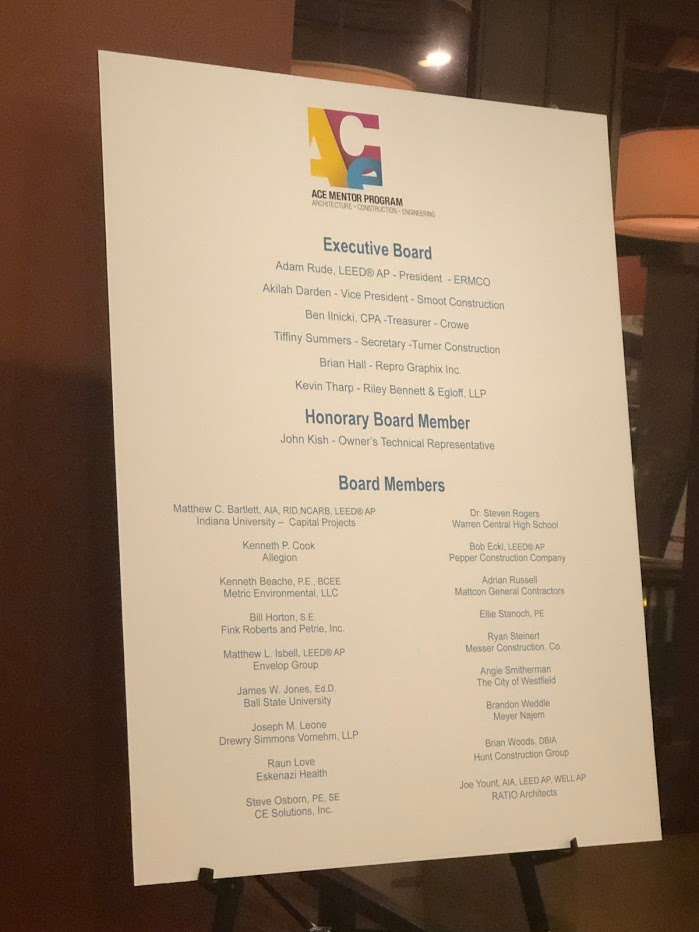 ACe
ACE MENTOR PROGRAM
ARCHITECTURE • CONSTRUCTION • ENGINEERING
Executive Board
Adam Rude, LEED® AP - President - ERMCO
Akilah Darden - Vice President - Smoot Construction
Ben Ilnicki, CPA -Treasurer - Crowe
Tiffiny Summers - Secretary -Turner Construction
Brian Hall - Repro Graphix Inc.
Kevin Tharp - Riley Bennett & Egloff, LLP
Honorary Board Member
John Kish - Owner's Technical Representative
Board Members
Matthew C. Bartlett, AIA, RID,NCARB, LEED® AP
Indiana University – Capital Projects
Kenneth P. Cook
Allegion
Kenneth Beache, P.E., BCEE
Metric Environmental, LLC
Bill Horton, S.E.
Fink Roberts and Petrie, Inc.
Matthew L. Isbell, LEED® AP
Envelop Group
James W. Jones, Ed.D.
Ball State University
Joseph M. Leone
Drewry Simmons Vornehm, LLP
Raun Love
Eskenazi Health
Steve Osborn, PE, SE
CE Solutions, Inc.
Dr. Steven Rogers
Warren Central High School
Bob Eckl, LEED® AP
Pepper Construction Company
Adrian Russell
Mattcon General Contractors
Ellie Stanoch, PE
Ryan Steinert
Messer Construction, Co.
Angie Smitherman
The City of Westfield
Brandon Weddle
Meyer Najem
Brian Woods, DBIA
Hunt Construction Group
Joe Yount, AIA, LEED AP, WELL AP
RATIO Architects